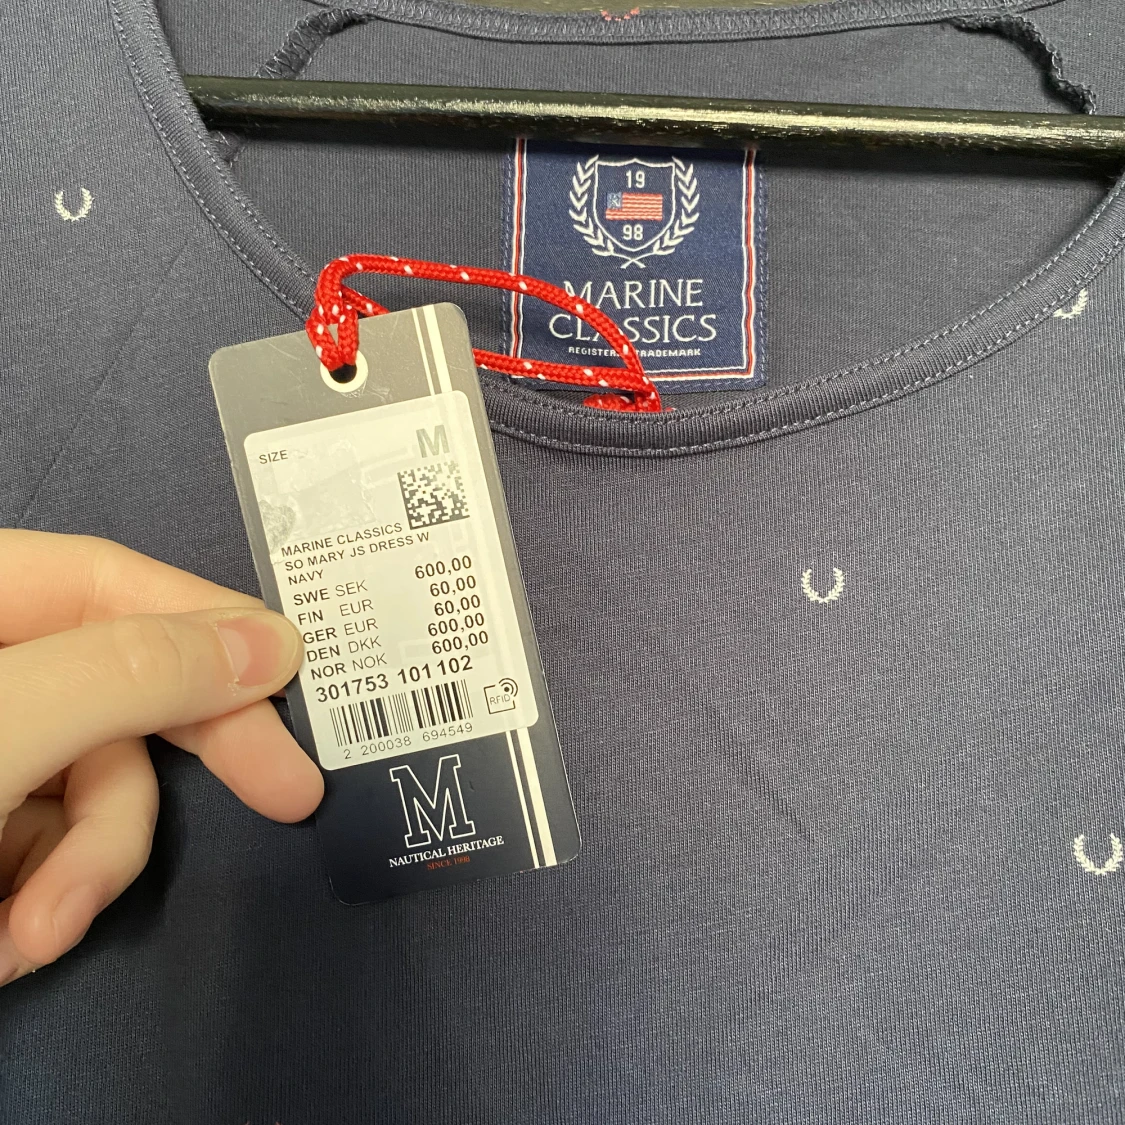 19
98
MARINE
CLASSICS
REGISTERED TRADEMARK
SIZE M
MARINE CLASSICS
SO MARY JS DRESS W
NAVY
SWE SEK 600,00
FIN EUR 60,00
GER EUR 60,00
DEN DKK 600,00
NOR NOK 600,00
301753 101 102
RFID
2 200038 694549
M
NAUTICAL HERITAGE
SINCE 1998